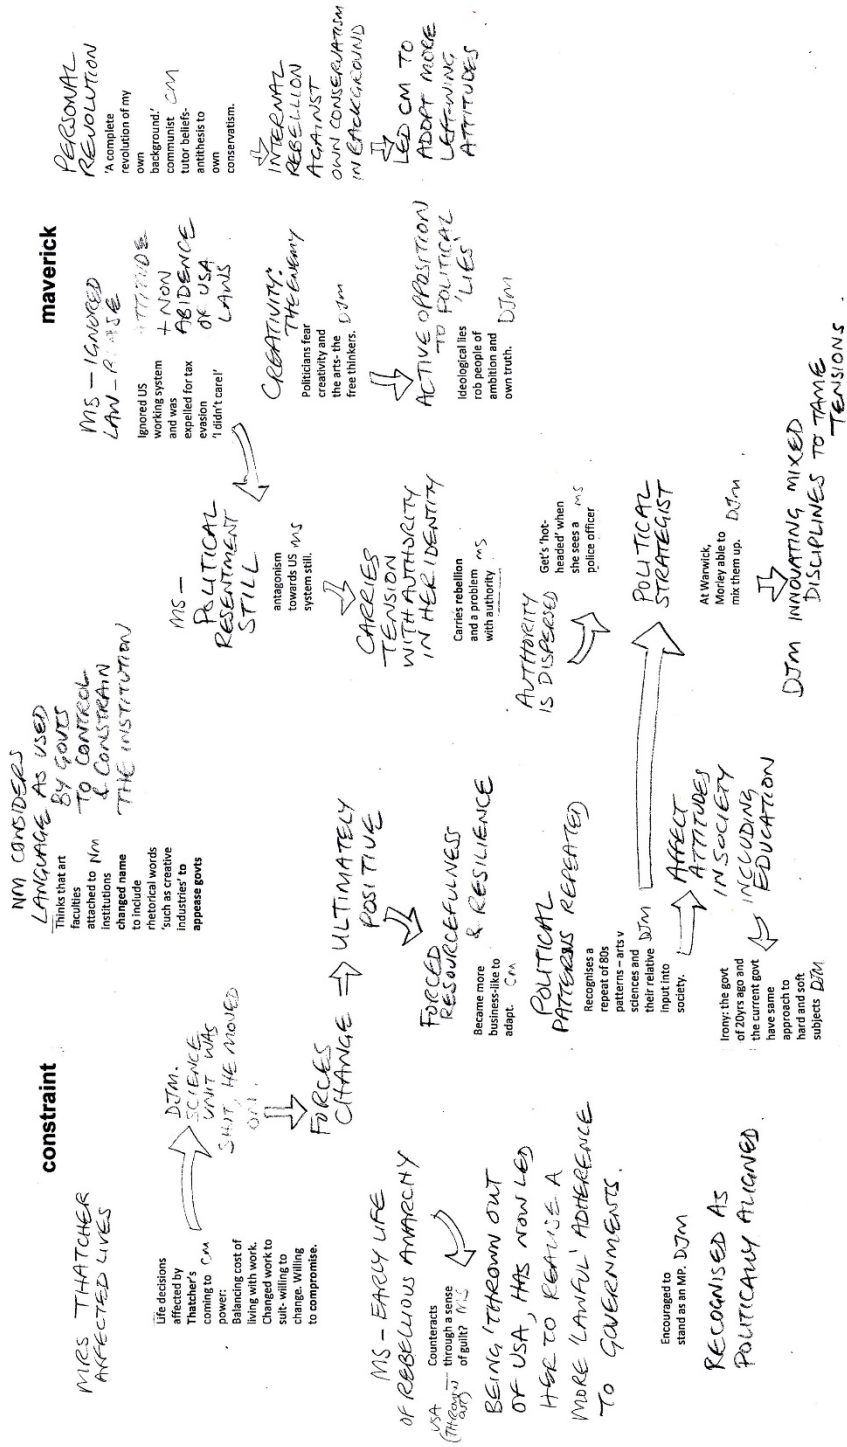 constraint
maverick
MRS THATCHER
AFFECTED LIVES
Life decisions
affected by
Thatcher's
coming to CM
power:
Balancing cost of
living with work.
Changed work to
suit- willing to
change. Willing
to compromise.
DJM.
SCIENCE
UNIT WAS
SHUT, HE MOVED
ON.
FORCES
CHANGE
ULTIMATELY
POSITIVE
FORCED
RESOURCEFULNESS
& RESILIENCE
Became more
business-like to
adapt. CM
MS – EARLY LIFE
OF REBELLIOUS ANARCHY
USA
(THROWN
OUT)
Counteracts
through a sense
of guilt? MS
BEING 'THROWN OUT
OF USA, HAS NOW LED
HER TO REALISE A
MORE 'LAWFUL' ADHERENCE
TO GOVERNMENTS.
Encouraged to
stand as an MP. DJM
RECOGNISED AS
POLITICALLY ALIGNED
NM CONSIDERS
LANGUAGE AS USED
BY GOVTS
TO CONTROL
& CONSTRAIN
THE INSTITUTION
Thinks that art
faculties
attached to NM
institutions
changed name
to include
rhetorical words
'such as creative
industries' to
appease govts
POLITICAL
PATTERNS REPEATED
Recognises a
repeat of 80s
patterns – arts v
sciences and
their relative DJM
input into
society.
AFFECT
ATTITUDES
IN SOCIETY
INCLUDING
EDUCATION
Irony: the govt
of 20yrs ago and
the current govt
have same
approach to
hard and soft
subjects DJM
MS –
POLITICAL
RESENTMENT
STILL
antagonism
towards US MS
system still.
CARRIES
TENSION
WITH AUTHORITY
IN HER IDENTITY
Carries rebellion
and a problem MS
with authority
AUTHORITY
IS DISPERSED
Get's 'hot-
headed' when
she sees a MS
police officer
POLITICAL
STRATEGIST
At Warwick,
Morley able to
mix them up. DJM
DJM INNOVATING MIXED
DISCIPLINES TO TAME
TENSIONS.
MS – IGNORED
LAW –
ATTITUDE
+ NON
ABIDENCE
OF USA
LAWS
Ignored US
working system
and was
expelled for tax
evasion
'I didn't care!'
CREATIVITY:
THE ENEMY
Politicians fear
creativity and
the arts- the
free thinkers. DJM
ACTIVE OPPOSITION
TO POLITICAL
'LIES'
Ideological lies
rob people of
ambition and
own truth. DJM
PERSONAL
REVOLUTION
'A complete
revolution of my
own
background.'
communist CM
tutor beliefs-
antithesis to
own
conservatism.
INTERNAL
REBELLION
AGAINST
OWN CONSERVATISM
IN BACKGROUND
LED CM TO
ADOPT MORE
LEFT-WING
ATTITUDES